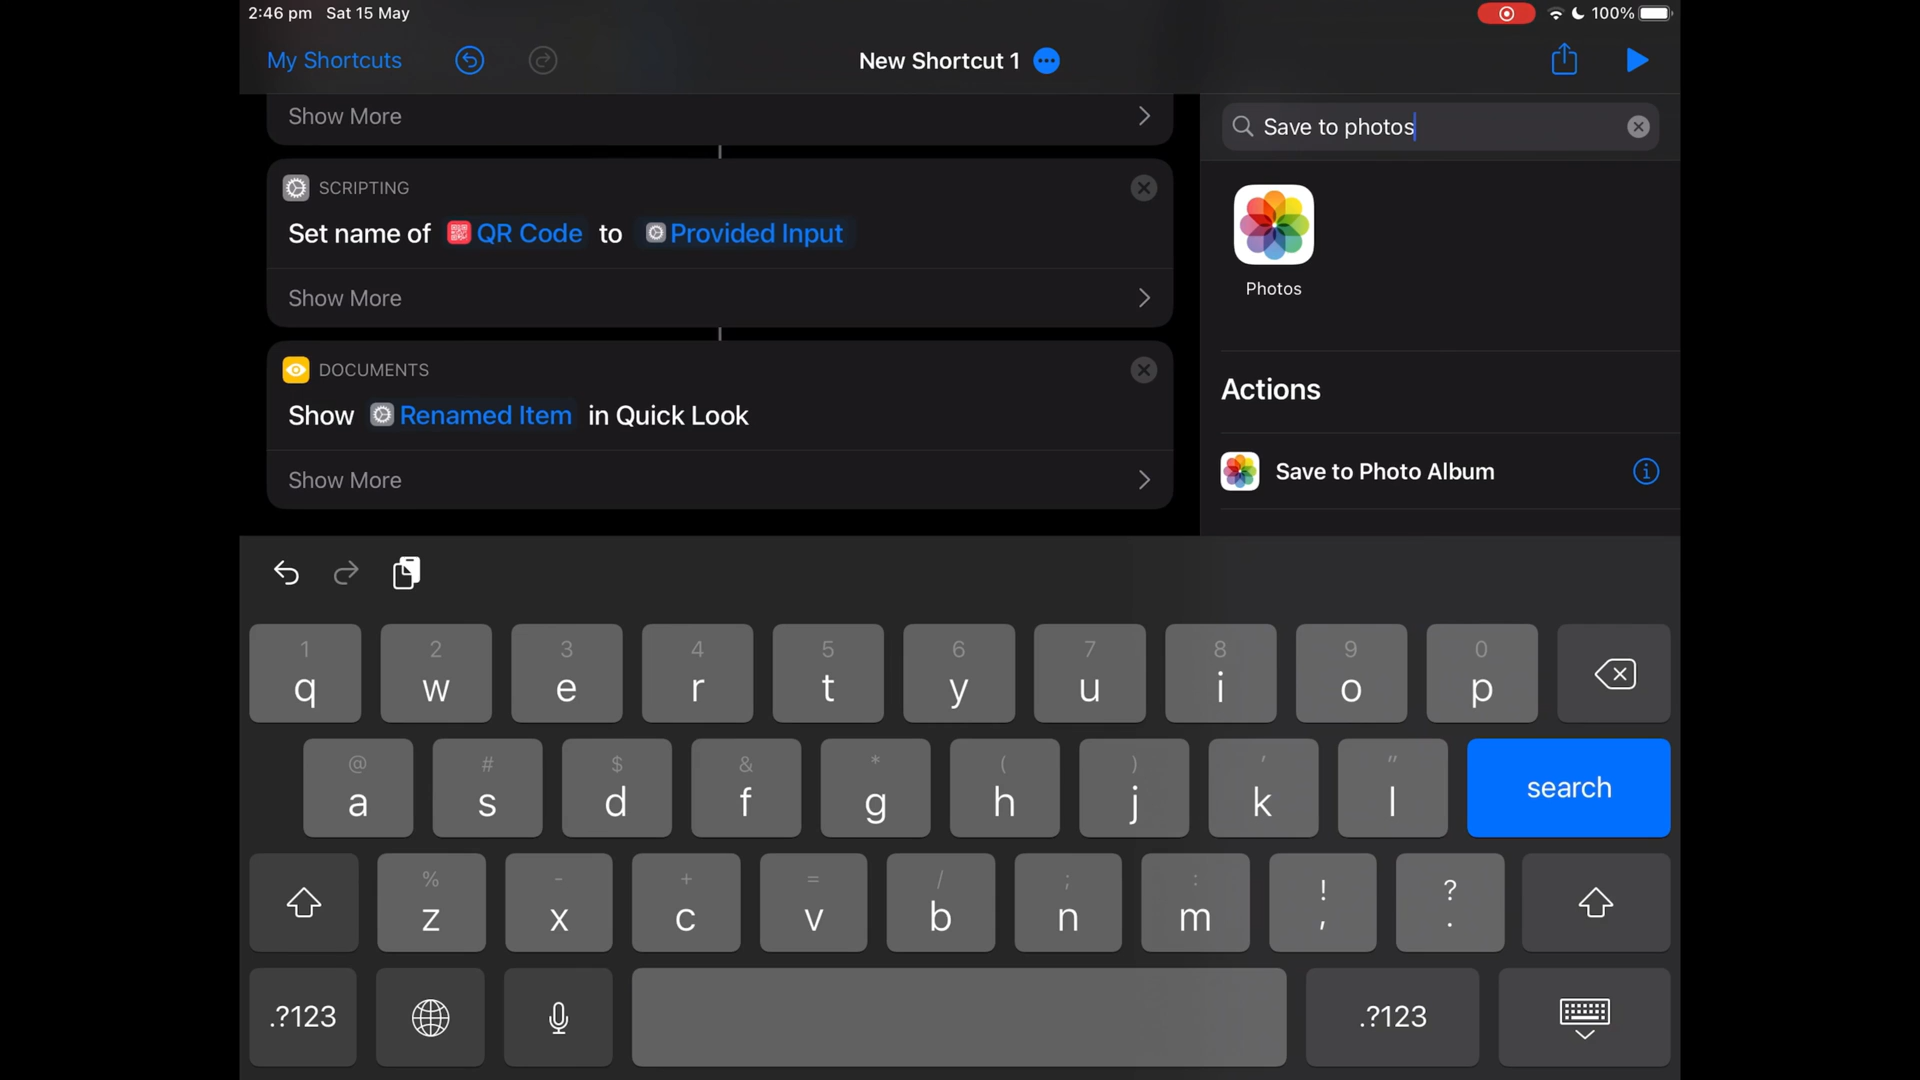 2:46 pm Sat 15 May
100%
My Shortcuts
New Shortcut 1
Show More
SCRIPTING
Set name of QR Code to Provided Input
Show More
DOCUMENTS
Show Renamed Item in Quick Look
Show More
Save to photos
Photos
Actions
Save to Photo Album
1 2 3 4 5 6 7 8 9 0
q w e r t y u i o p
@ # $ & * ( ) ' "
a s d f g h j k l search
% - + = / ; : ! ?
z x c v b n m , .
.?123 .?123